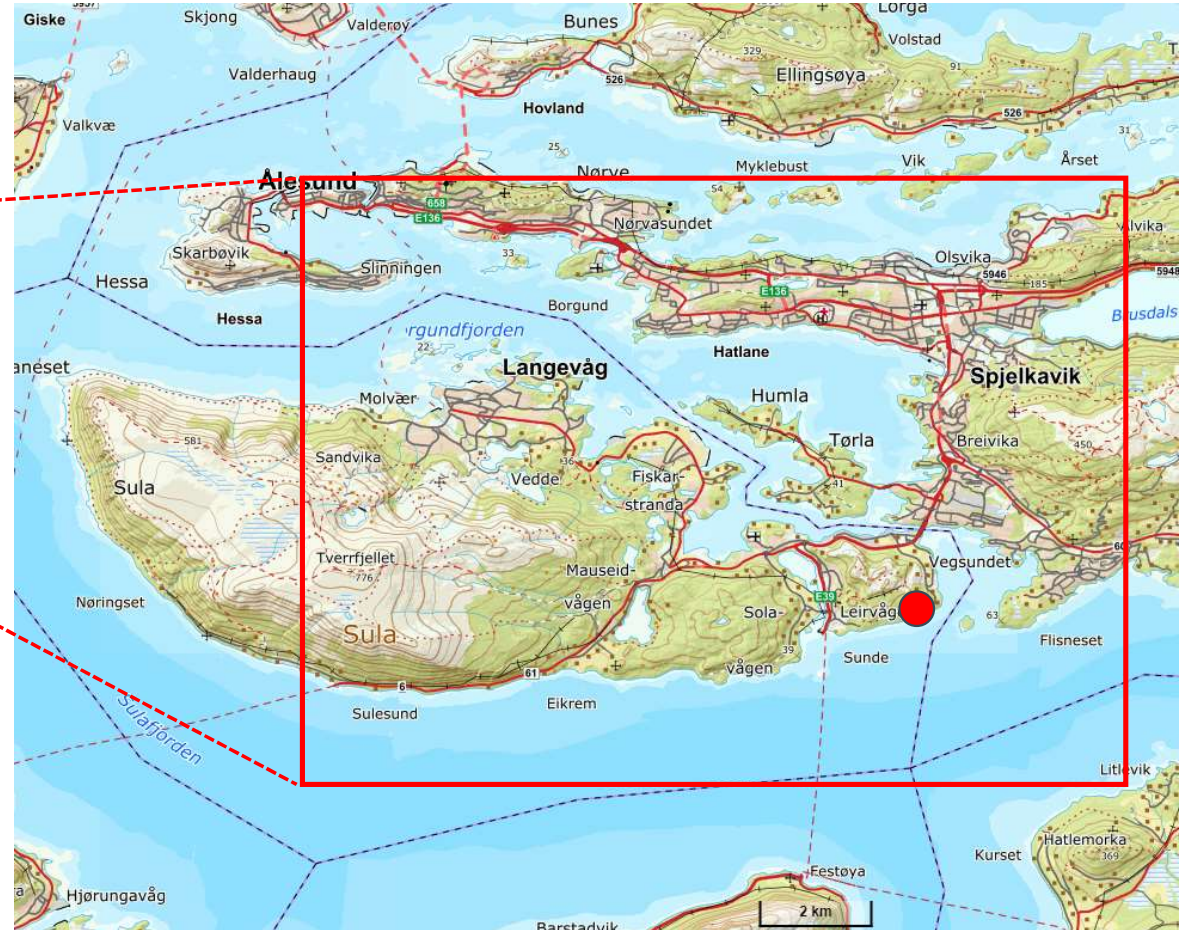 5937
Giske
Skjong
Valderøy
Bunes
Lorga
Volstad
329
91
Ellingsøya
Valderhaug
526
Hovland
526
Valkvæ
31
25
Myklebust
Vik
Årset
Nørve
Ålesund
54
658
E136
Nørvasundet
Alvika
Skarbøvik
33
Slinningen
Olsvika
5946
5948
185
Hessa
E136
Borgund
Hessa
H
Brusdals
rgundfjorden
22
Hatlane
aneset
Langevåg
Spjelkavik
Molvær
Humla
581
Tørla
Breivika
450
Sandvika
36
Sula
Vedde
Fiskar-
stranda
41
Tverrfjellet
776
Mauseid-
vågen
60
Vegsundet
E39
Nøringset
Sola-
vågen
Leirvåg
63
Sula
39
Sunde
Flisneset
61
6
Eikrem
Sulesund
Sulafjorden
Litlevik
Hatlemorka
369
Kurset
Festøya
Hjørungavåg
2 km
Barstadvik